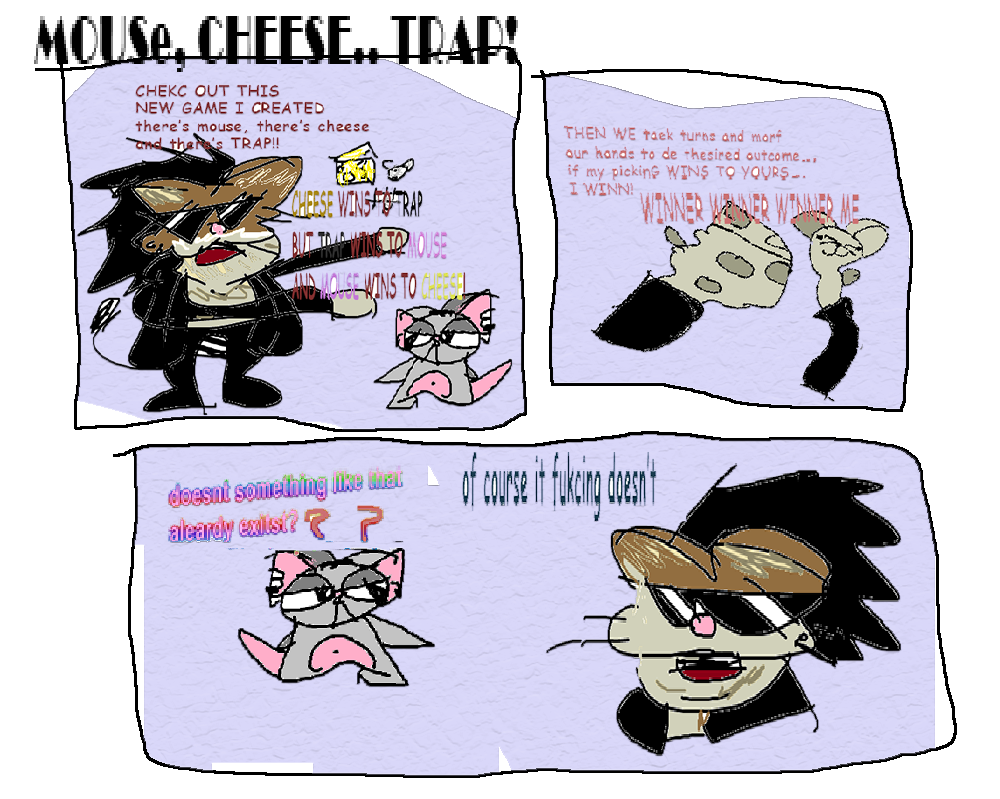 MOUSe, CHEESE.. TRAP!
CHEKC OUT THIS
NEW GAME I CREATED
there's mouse, there's cheese
and there's TRAP!!
CHEESE WINS TO TRAP
BUT TRAP WINS TO MOUSE
AND MOUSE WINS TO CHEESE!
THEN WE taek turns and morf
our hands to de thesired outcome...
if my picking WINS TO YOURS...
I WINN!
WINNER WINNER WINNER ME
doesnt something like that
aleardy exitst? ? ?
of course it fukcing doesn't